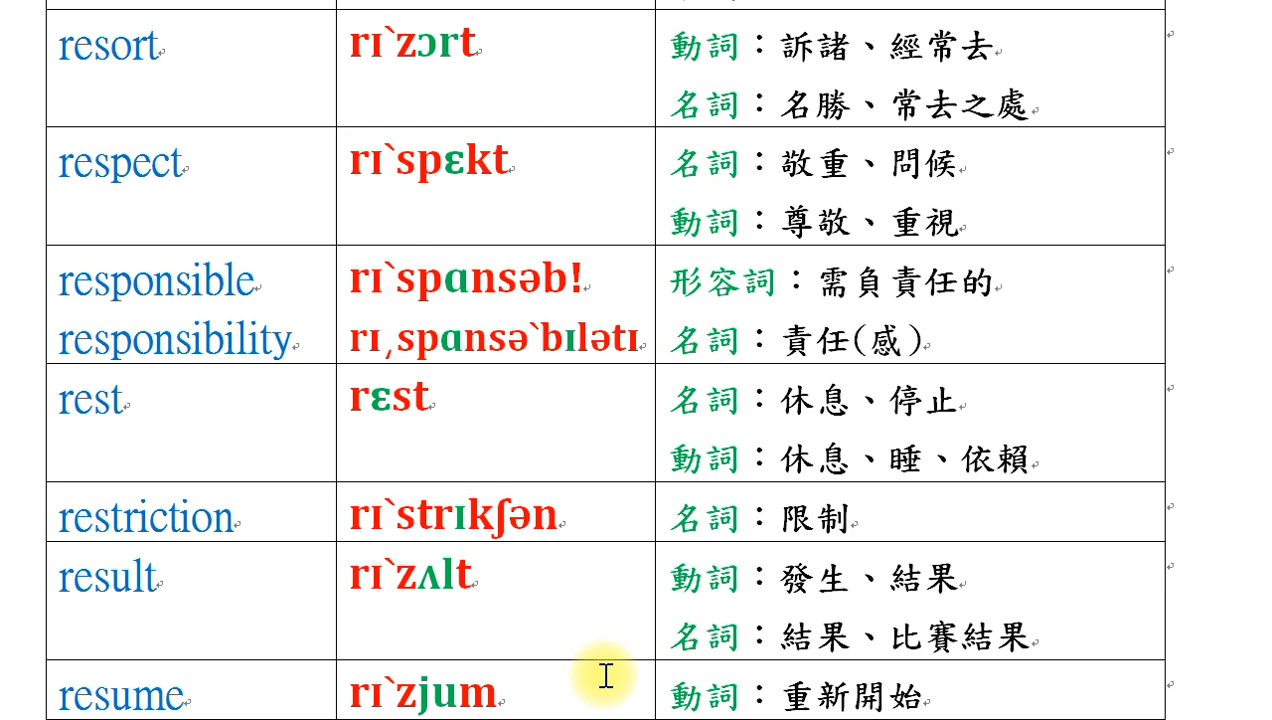 resort rɪˋzɔrt 動詞：訴諸、經常去
名詞：名勝、常去之處
respect rɪˋspɛkt 名詞：敬重、問候
動詞：尊敬、重視
responsible rɪˋspɑnsəb! 形容詞：需負責任的
responsibility rɪˏspɑnsəˋbɪlətɪ 名詞：責任(感)
rest rɛst 名詞：休息、停止
動詞：休息、睡、依賴
restriction rɪˋstrɪkʃən 名詞：限制
result rɪˋzʌlt 動詞：發生、結果
名詞：結果、比賽結果
resume rɪˋzjum 動詞：重新開始